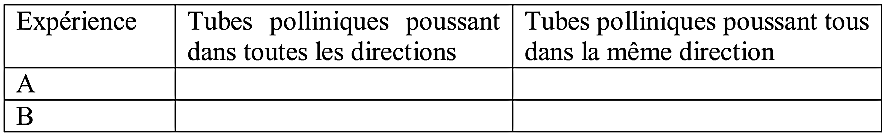 Expérience Tubes polliniques poussant Tubes polliniques poussant tous
dans toutes les directions dans la même direction
A
B